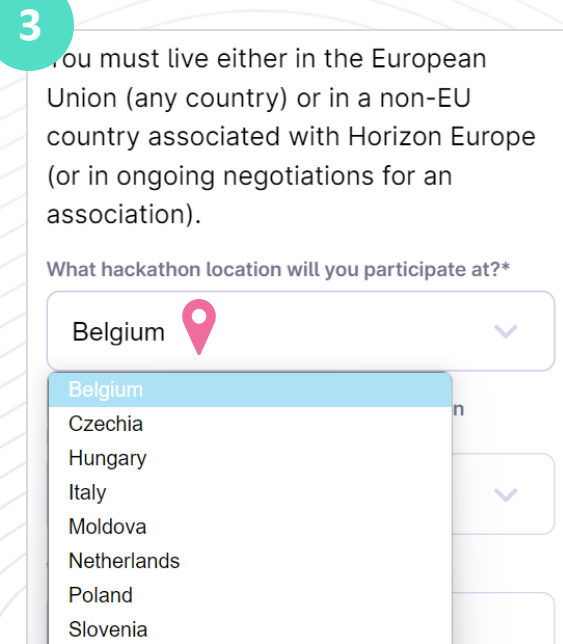 3
You must live either in the European
Union (any country) or in a non-EU
country associated with Horizon Europe
(or in ongoing negotiations for an
association).
What hackathon location will you participate at?*
Belgium
Belgium
Czechia
Hungary
Italy
Moldova
Netherlands
Poland
Slovenia